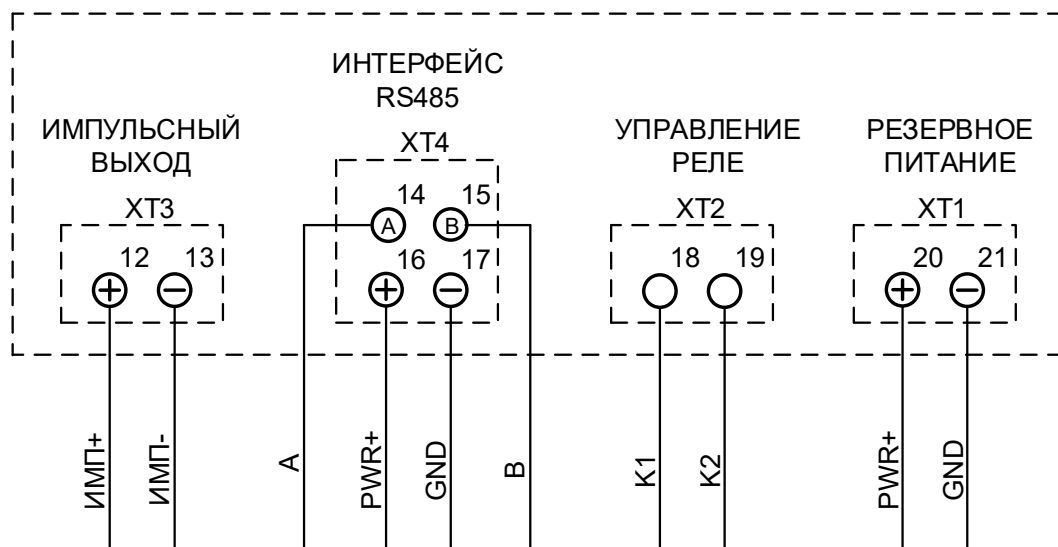 ИМПУЛЬСНЫЙ
ВЫХОД
XT3
12 13
ИМП+
ИМП-
ИНТЕРФЕЙС
RS485
XT4
14 15
A B
16 17
A
PWR+
GND
B
УПРАВЛЕНИЕ
РЕЛЕ
XT2
18 19
K1
K2
РЕЗЕРВНОЕ
ПИТАНИЕ
XT1
20 21
PWR+
GND